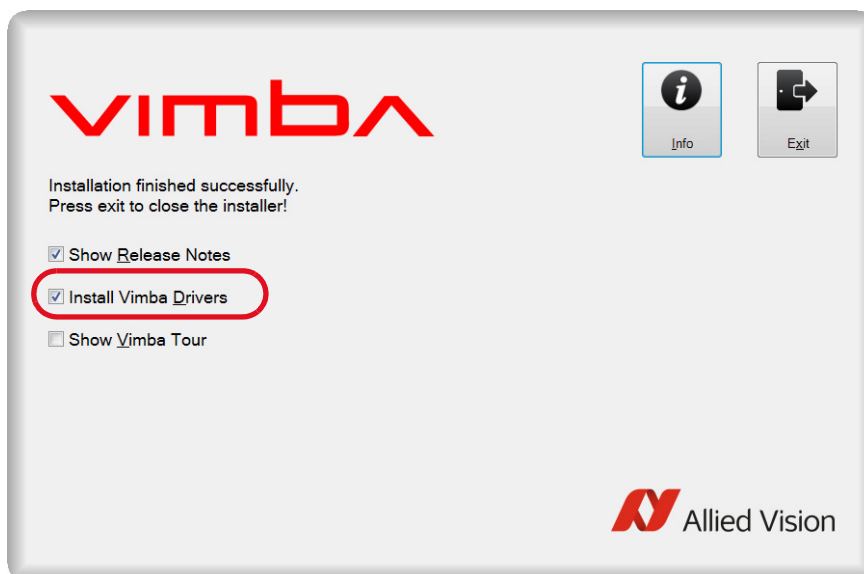 vimba
Info
Exit
Installation finished successfully.
Press exit to close the installer!
Show Release Notes
Install Vimba Drivers
Show Vimba Tour
Allied Vision